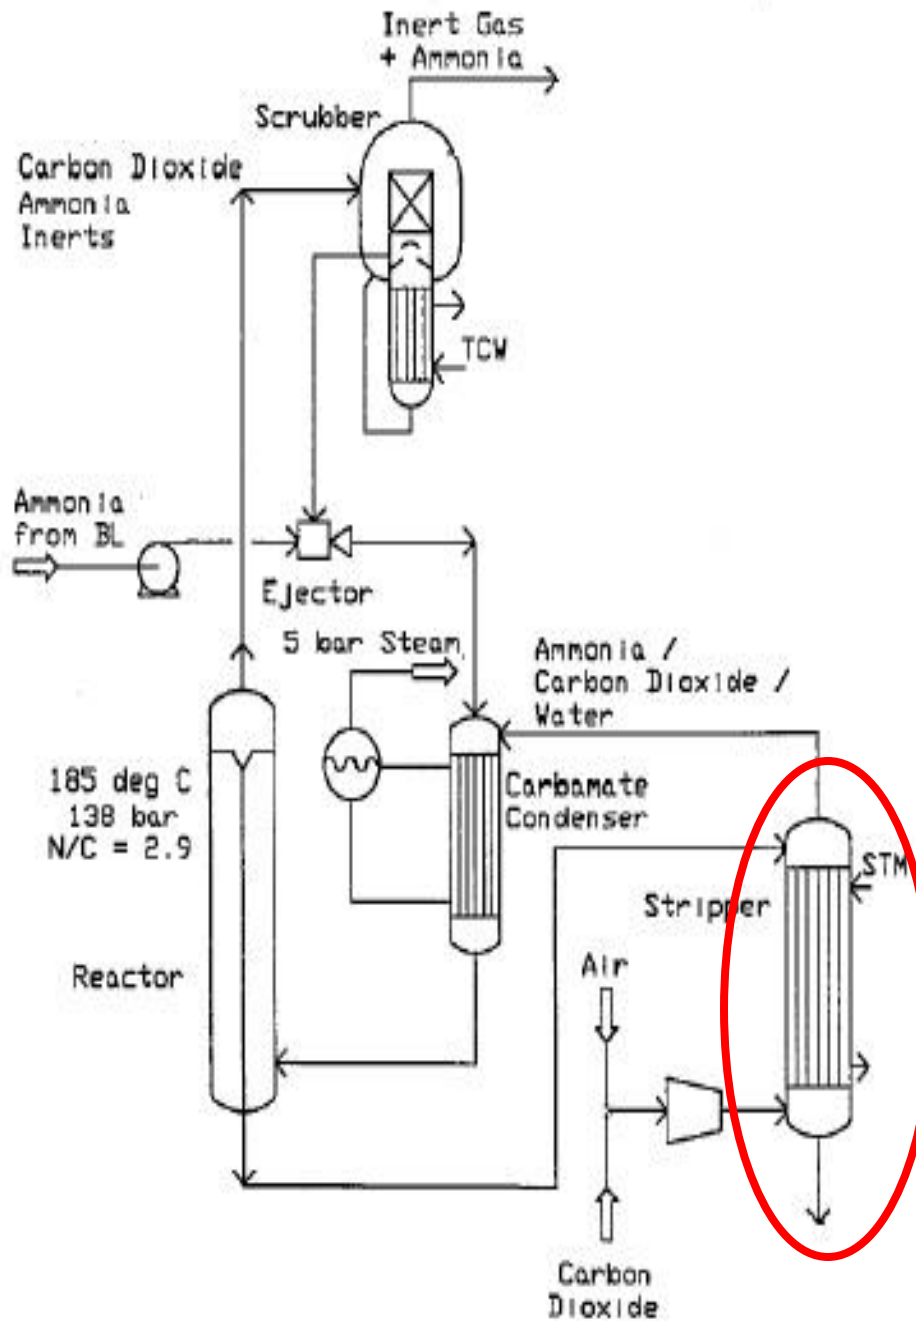 Inert Gas
+ Ammonia
Scrubber
Carbon Dioxide
Ammonia
Inerts
TCW
Ammonia
from BL
Ejector
5 bar Steam
Ammonia /
Carbon Dioxide /
Water
185 deg C
138 bar
N/C = 2.9
Carbamate
Condenser
STM
Stripper
Air
Reactor
Carbon
Dioxide